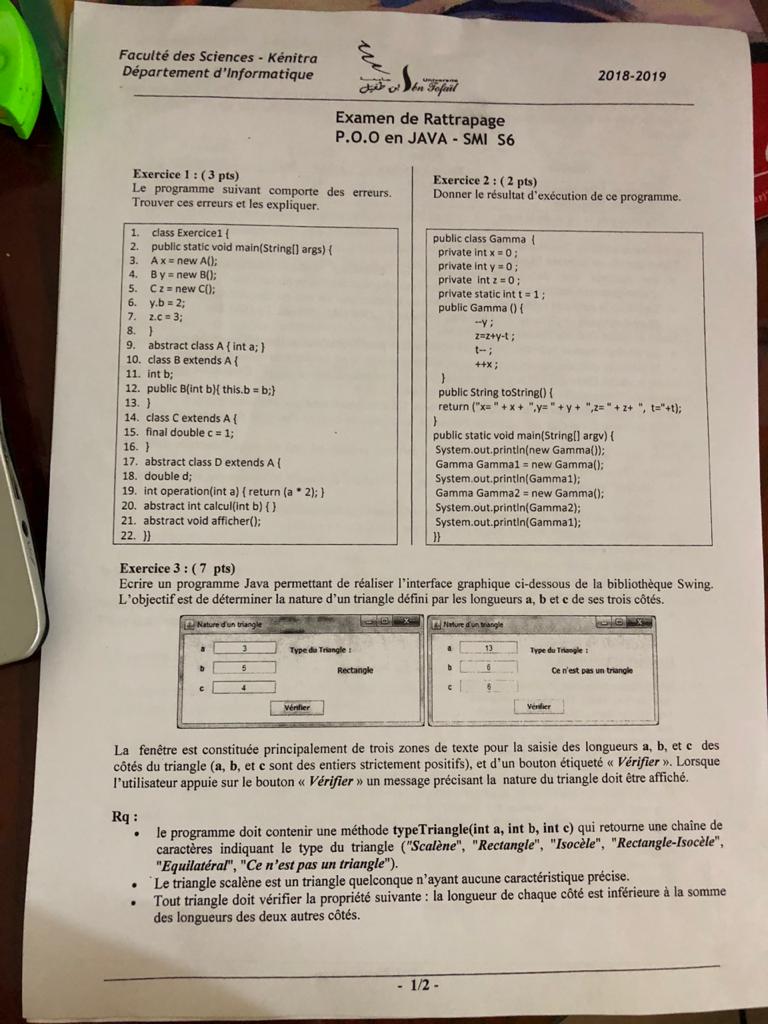 Faculté des Sciences - Kénitra
Département d'Informatique
Université
Ibn Tofaïl
2018-2019
Examen de Rattrapage
P.O.O en JAVA - SMI S6
Exercice 1 : ( 3 pts)
Le programme suivant comporte des erreurs.
Trouver ces erreurs et les expliquer.
1. class Exercice1 {
2. public static void main(String[] args) {
3. A x = new A();
4. B y = new B();
5. C z = new C();
6. y.b = 2;
7. z.c = 3;
8. }
9. abstract class A { int a; }
10. class B extends A {
11. int b;
12. public B(int b){ this.b = b;}
13. }
14. class C extends A {
15. final double c = 1;
16. }
17. abstract class D extends A {
18. double d;
19. int operation(int a) { return (a * 2); }
20. abstract int calcul(int b) { }
21. abstract void afficher();
22. }}
Exercice 2 : ( 2 pts)
Donner le résultat d'exécution de ce programme.
public class Gamma {
private int x = 0 ;
private int y = 0 ;
private int z = 0 ;
private static int t = 1 ;
public Gamma () {
--y ;
z=z+y-t ;
t-- ;
++x ;
}
public String toString() {
return ("x= " + x + ",y= " + y + ",z= " + z+ ", t="+t);
}
public static void main(String[] argv) {
System.out.println(new Gamma());
Gamma Gamma1 = new Gamma();
System.out.println(Gamma1);
Gamma Gamma2 = new Gamma();
System.out.println(Gamma2);
System.out.println(Gamma1);
}}
Exercice 3 : ( 7 pts)
Ecrire un programme Java permettant de réaliser l'interface graphique ci-dessous de la bibliothèque Swing.
L'objectif est de déterminer la nature d'un triangle défini par les longueurs a, b et c de ses trois côtés.
Nature d'un triangle
a 3 Type du Triangle :
b 5 Rectangle
c 4
Vérifier
Nature d'un triangle
a 13 Type du Triangle :
b 6 Ce n'est pas un triangle
c 6
Vérifier
La fenêtre est constituée principalement de trois zones de texte pour la saisie des longueurs a, b, et c des
côtés du triangle (a, b, et c sont des entiers strictement positifs), et d'un bouton étiqueté « Vérifier ». Lorsque
l'utilisateur appuie sur le bouton « Vérifier » un message précisant la nature du triangle doit être affiché.
Rq :
• le programme doit contenir une méthode typeTriangle(int a, int b, int c) qui retourne une chaîne de
caractères indiquant le type du triangle ("Scalène", "Rectangle", "Isocèle", "Rectangle-Isocèle",
"Equilatéral", "Ce n'est pas un triangle").
• Le triangle scalène est un triangle quelconque n'ayant aucune caractéristique précise.
• Tout triangle doit vérifier la propriété suivante : la longueur de chaque côté est inférieure à la somme
des longueurs des deux autres côtés.
- 1/2 -